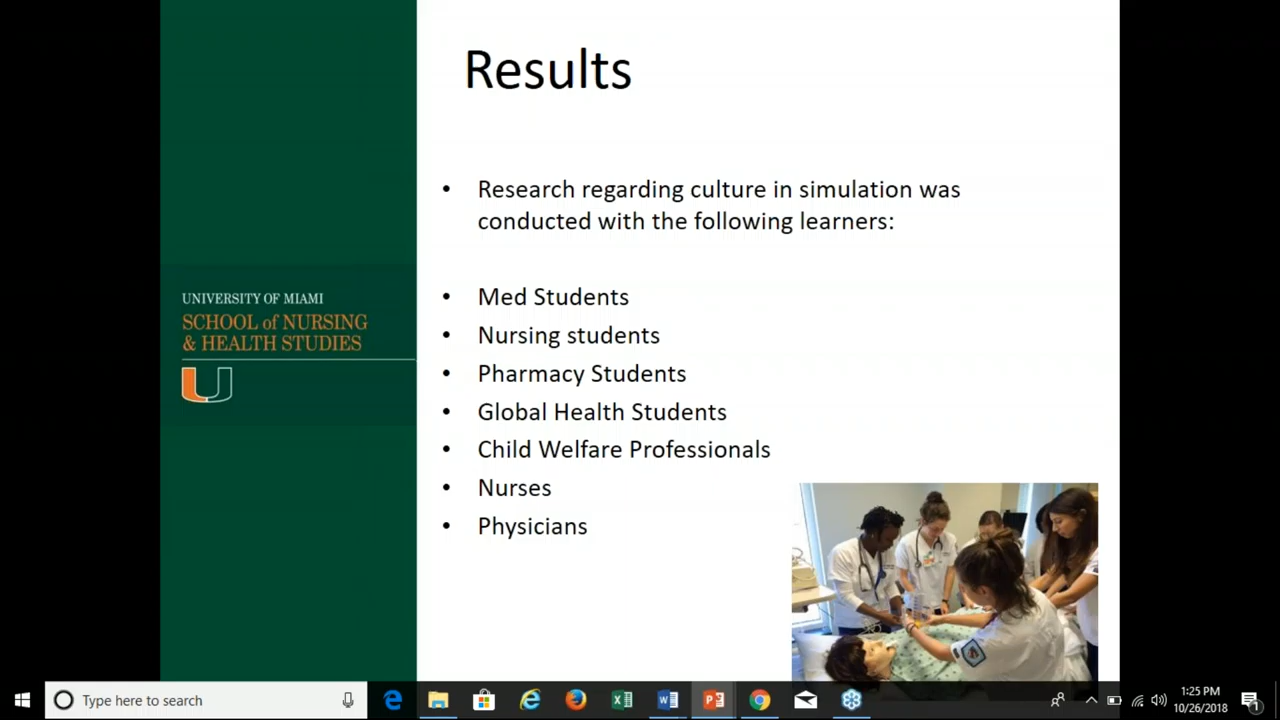 Results
• Research regarding culture in simulation was
conducted with the following learners:
• Med Students
• Nursing students
• Pharmacy Students
• Global Health Students
• Child Welfare Professionals
• Nurses
• Physicians
UNIVERSITY OF MIAMI
SCHOOL of NURSING
& HEALTH STUDIES
U
Type here to search
1:25 PM
10/26/2018
1